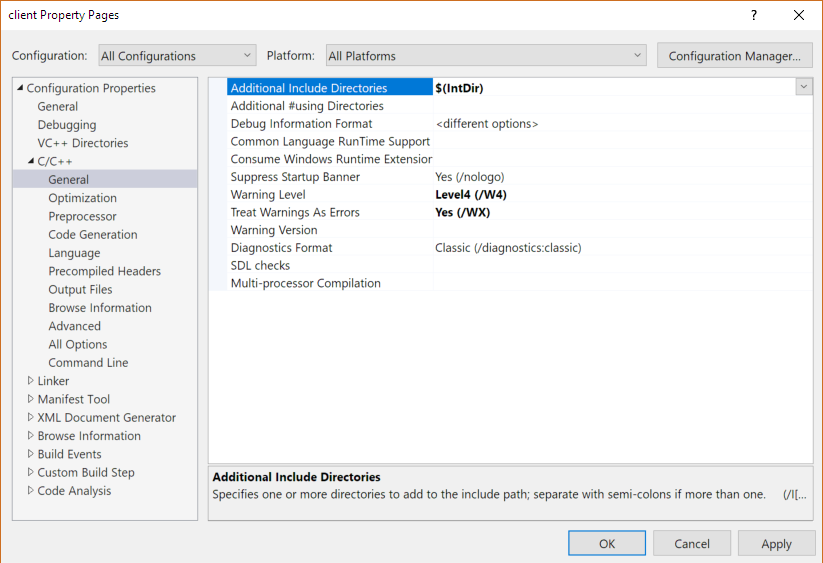 client Property Pages ?
Configuration: All Configurations Platform: All Platforms Configuration Manager...
Configuration Properties
General
Debugging
VC++ Directories
C/C++
General
Optimization
Preprocessor
Code Generation
Language
Precompiled Headers
Output Files
Browse Information
Advanced
All Options
Command Line
Linker
Manifest Tool
XML Document Generator
Browse Information
Build Events
Custom Build Step
Code Analysis
Additional Include Directories $(IntDir)
Additional #using Directories
Debug Information Format <different options>
Common Language RunTime Support
Consume Windows Runtime Extension
Suppress Startup Banner Yes (/nologo)
Warning Level Level4 (/W4)
Treat Warnings As Errors Yes (/WX)
Warning Version
Diagnostics Format Classic (/diagnostics:classic)
SDL checks
Multi-processor Compilation
Additional Include Directories
Specifies one or more directories to add to the include path; separate with semi-colons if more than one. (/I[...
OK Cancel Apply